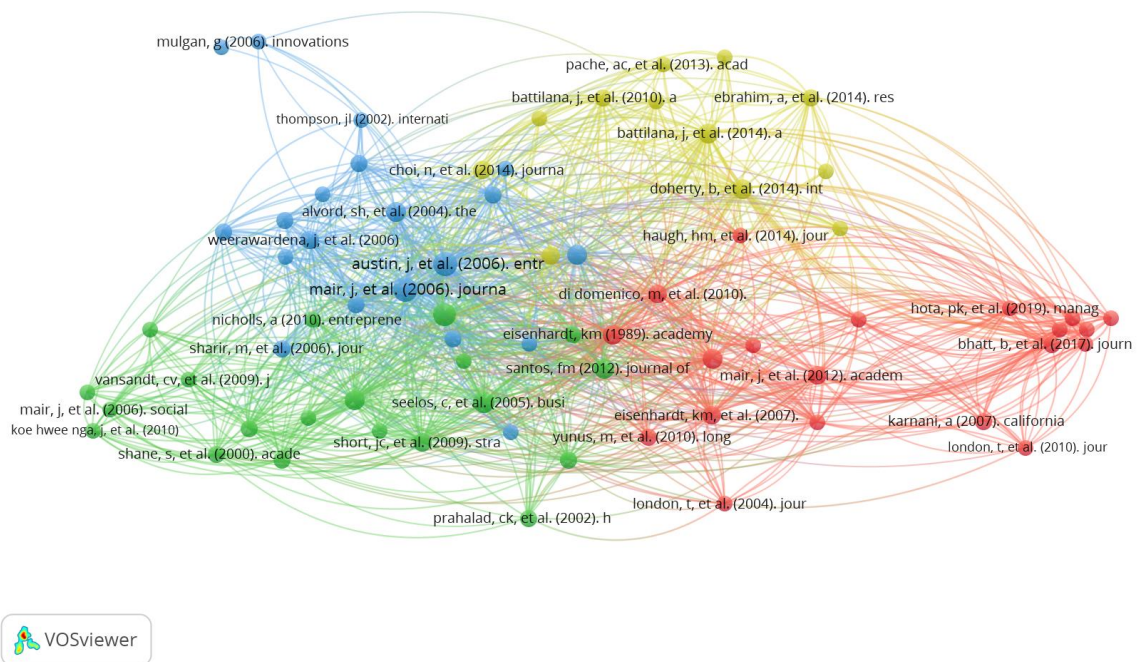 mulgan, g (2006). innovations
pache, ac, et al. (2013). acad
battilana, j, et al. (2010). a
ebrahim, a, et al. (2014). res
thompson, jl (2002). internati
battilana, j, et al. (2014). a
choi, n, et al. (2014). journa
doherty, b, et al. (2014). int
alvord, sh, et al. (2004). the
haugh, hm, et al. (2014). jour
weerawardena, j, et al. (2006)
austin, j, et al. (2006). entr
mair, j, et al. (2006). journa
di domenico, m, et al. (2010).
hota, pk, et al. (2019). manag
nicholls, a (2010). entreprene
eisenhardt, km (1989). academy
bhatt, b, et al. (2017). journ
sharir, m, et al. (2006). jour
santos, fm (2012). journal of
mair, j, et al. (2012). academ
vansandt, cv, et al. (2009). j
seelos, c, et al. (2005). busi
mair, j, et al. (2006). social
eisenhardt, km, et al. (2007).
karnani, a (2007). california
koe hwee nga, j, et al. (2010)
short, jc, et al. (2009). stra
yunus, m, et al. (2010). long
london, t, et al. (2010). jour
shane, s, et al. (2000). acade
london, t, et al. (2004). jour
prahalad, ck, et al. (2002). h
VOSviewer